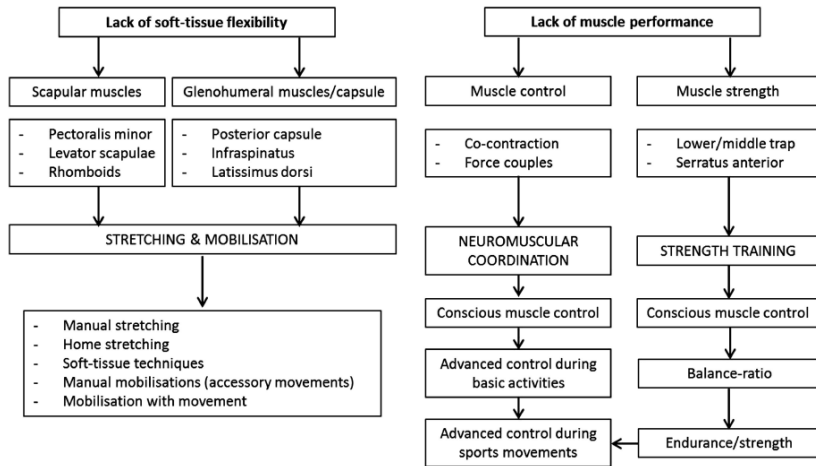 Lack of soft-tissue flexibility
Scapular muscles
Glenohumeral muscles/capsule
- Pectoralis minor
- Levator scapulae
- Rhomboids
- Posterior capsule
- Infraspinatus
- Latissimus dorsi
STRETCHING & MOBILISATION
- Manual stretching
- Home stretching
- Soft-tissue techniques
- Manual mobilisations (accessory movements)
- Mobilisation with movement
Lack of muscle performance
Muscle control
Muscle strength
- Co-contraction
- Force couples
- Lower/middle trap
- Serratus anterior
NEUROMUSCULAR
COORDINATION
STRENGTH TRAINING
Conscious muscle control
Conscious muscle control
Advanced control during
basic activities
Balance-ratio
Advanced control during
sports movements
Endurance/strength